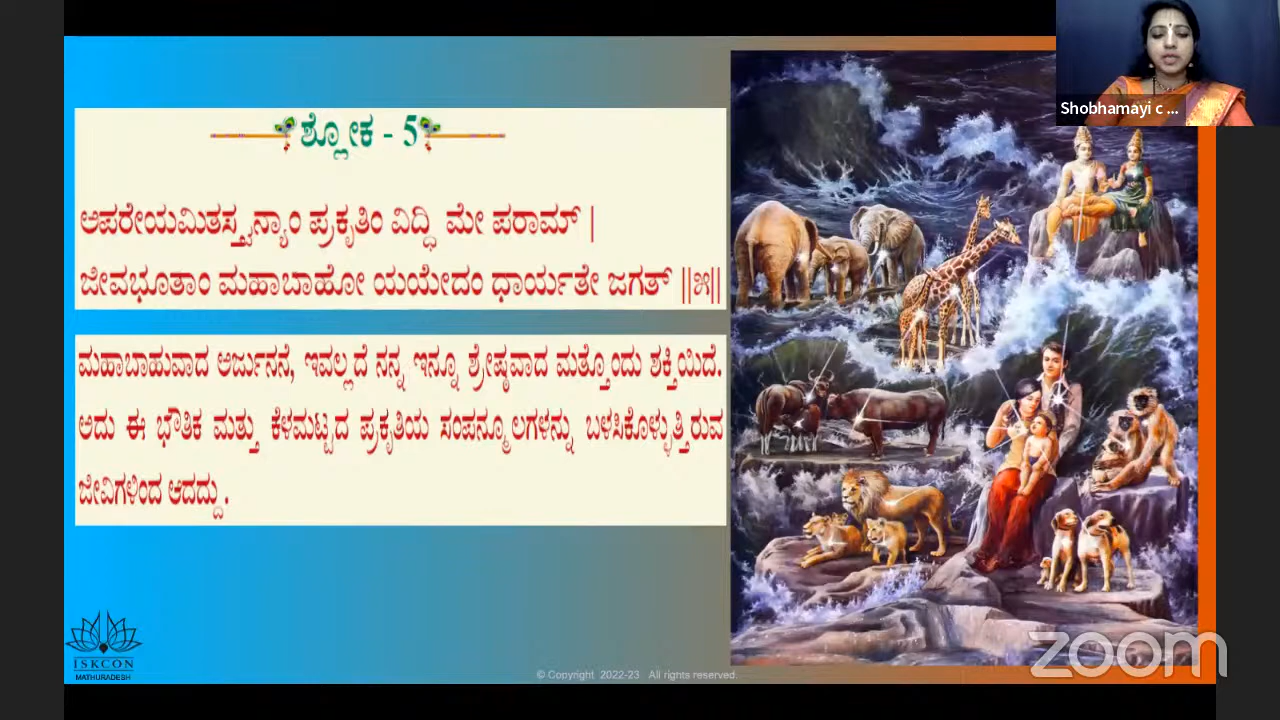 Shobhamayi c ...
ಶ್ಲೋಕ - 5
ಅಪರೇಯಮಿತಸ್ತ್ವನ್ಯಾಂ ಪ್ರಕೃತಿಂ ವಿದ್ಧಿ ಮೇ ಪರಾಮ್ |
ಜೀವಭೂತಾಂ ಮಹಾಬಾಹೋ ಯಯೇದಂ ಧಾರ್ಯತೇ ಜಗತ್ ||೫||
ಮಹಾಬಾಹುವಾದ ಅರ್ಜುನನೆ, ಇವಲ್ಲದೆ ನನ್ನ ಇನ್ನೂ ಶ್ರೇಷ್ಠವಾದ ಮತ್ತೊಂದು ಶಕ್ತಿಯಿದೆ.
ಅದು ಈ ಭೌತಿಕ ಮತ್ತು ಕೆಳಮಟ್ಟದ ಪ್ರಕೃತಿಯ ಸಂಪನ್ಮೂಲಗಳನ್ನು ಬಳಸಿಕೊಳ್ಳುತ್ತಿರುವ
ಜೀವಿಗಳಿಂದ ಆದದ್ದು.
ISKCON
MATHURADESH
© Copyright 2022-23 All rights reserved.
zoom